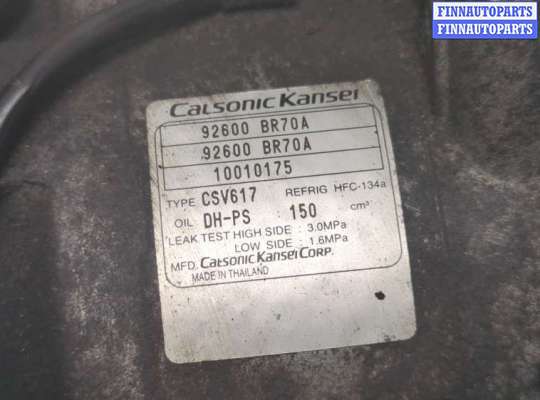 FINNAUTOPARTS
FINNAUTOPARTS
Calsonic Kansei
92600 BR70A
92600 BR70A
10010175
TYPE CSV617 REFRIG HFC-134a
OIL DH-PS 150 cm³
LEAK TEST HIGH SIDE : 3.0MPa
LOW SIDE : 1.6MPa
MFD. Calsonic Kansei Corp.
MADE IN THAILAND